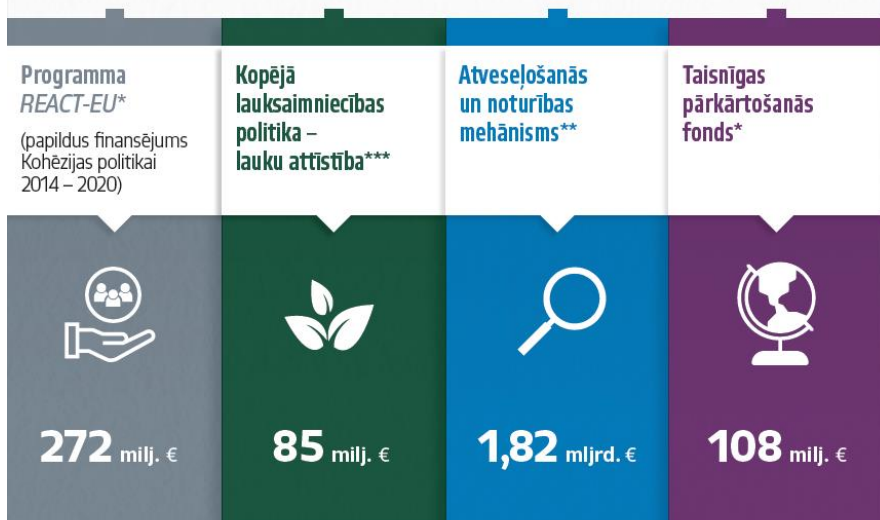 Programma
REACT-EU*
(papildus finansējums
Kohēzijas politikai
2014 – 2020)
272 milj. €
Kopējā
lauksaimniecības
politika –
lauku attīstība***
85 milj. €
Atveseļošanās
un noturības
mehānisms**
1,82 mljrd. €
Taisnīgas
pārkārtošanās
fonds*
108 milj. €